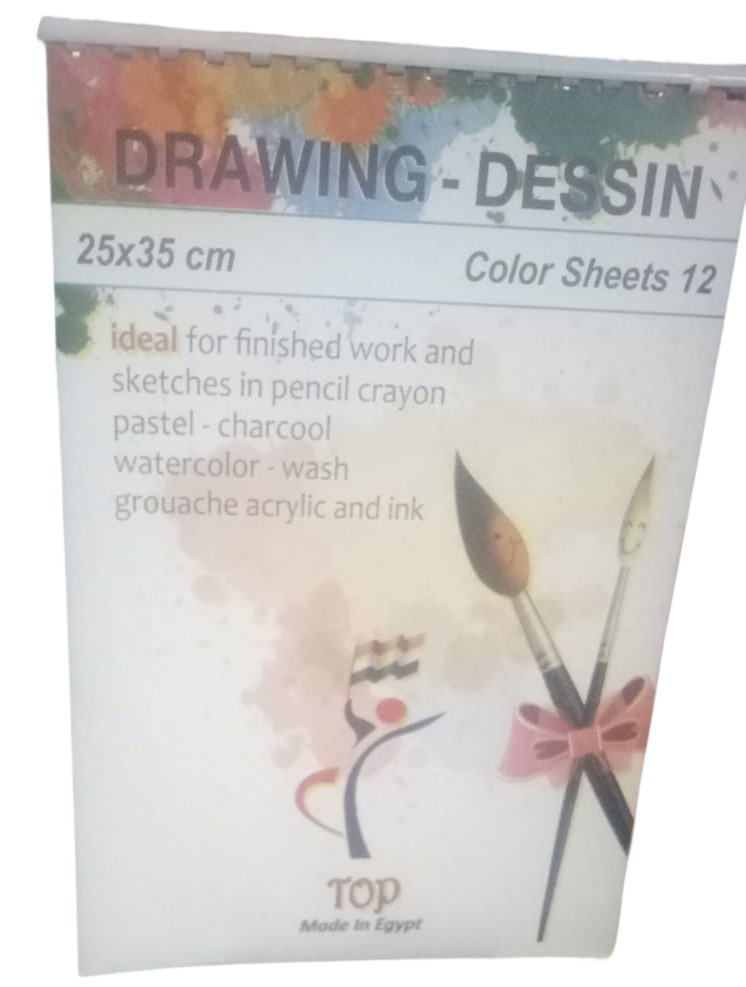 DRAWING - DESSIN
25x35 cm
Color Sheets 12
ideal for finished work and
sketches in pencil crayon
pastel - charcool
watercolor - wash
grouache acrylic and ink
TOP
Made In Egypt